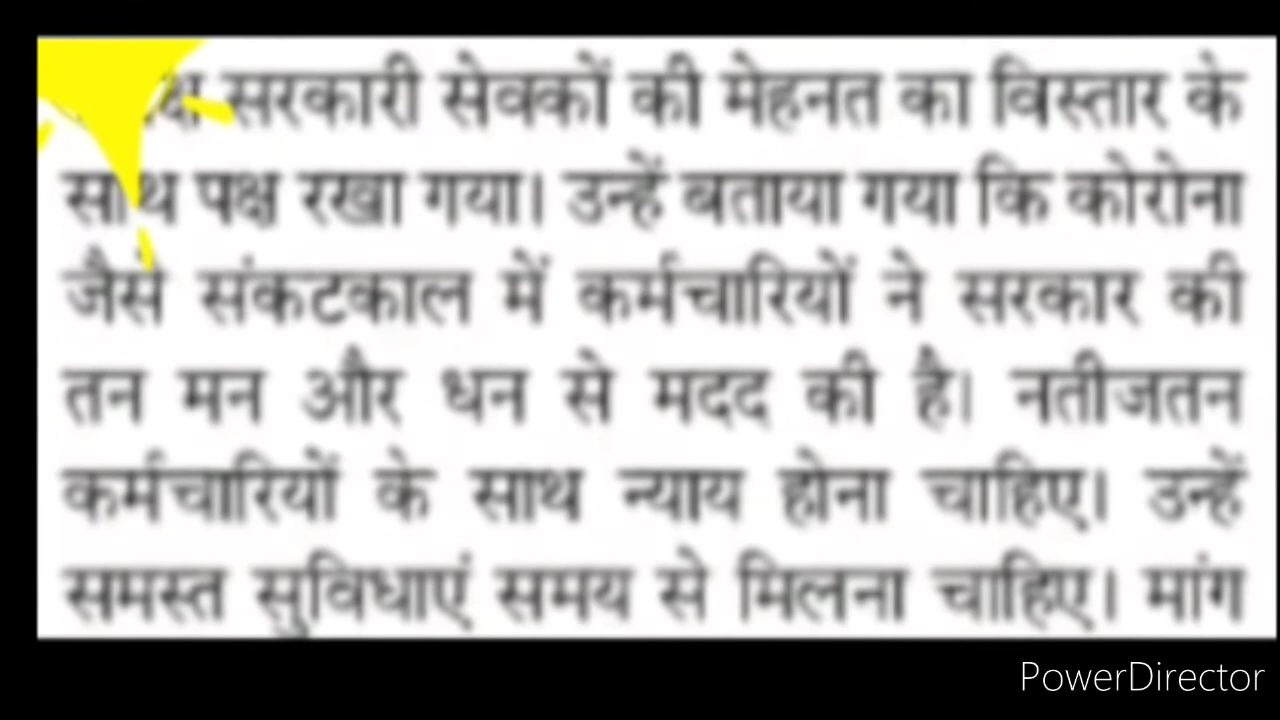 सरकारी सेवकों की मेहनत का विस्तार के
साथ पक्ष रखा गया। उन्हें बताया गया कि कोरोना
जैसे संकटकाल में कर्मचारियों ने सरकार की
तन मन और धन से मदद की है। नतीजतन
कर्मचारियों के साथ न्याय होना चाहिए। उन्हें
समस्त सुविधाएं समय से मिलना चाहिए। मांग
PowerDirector